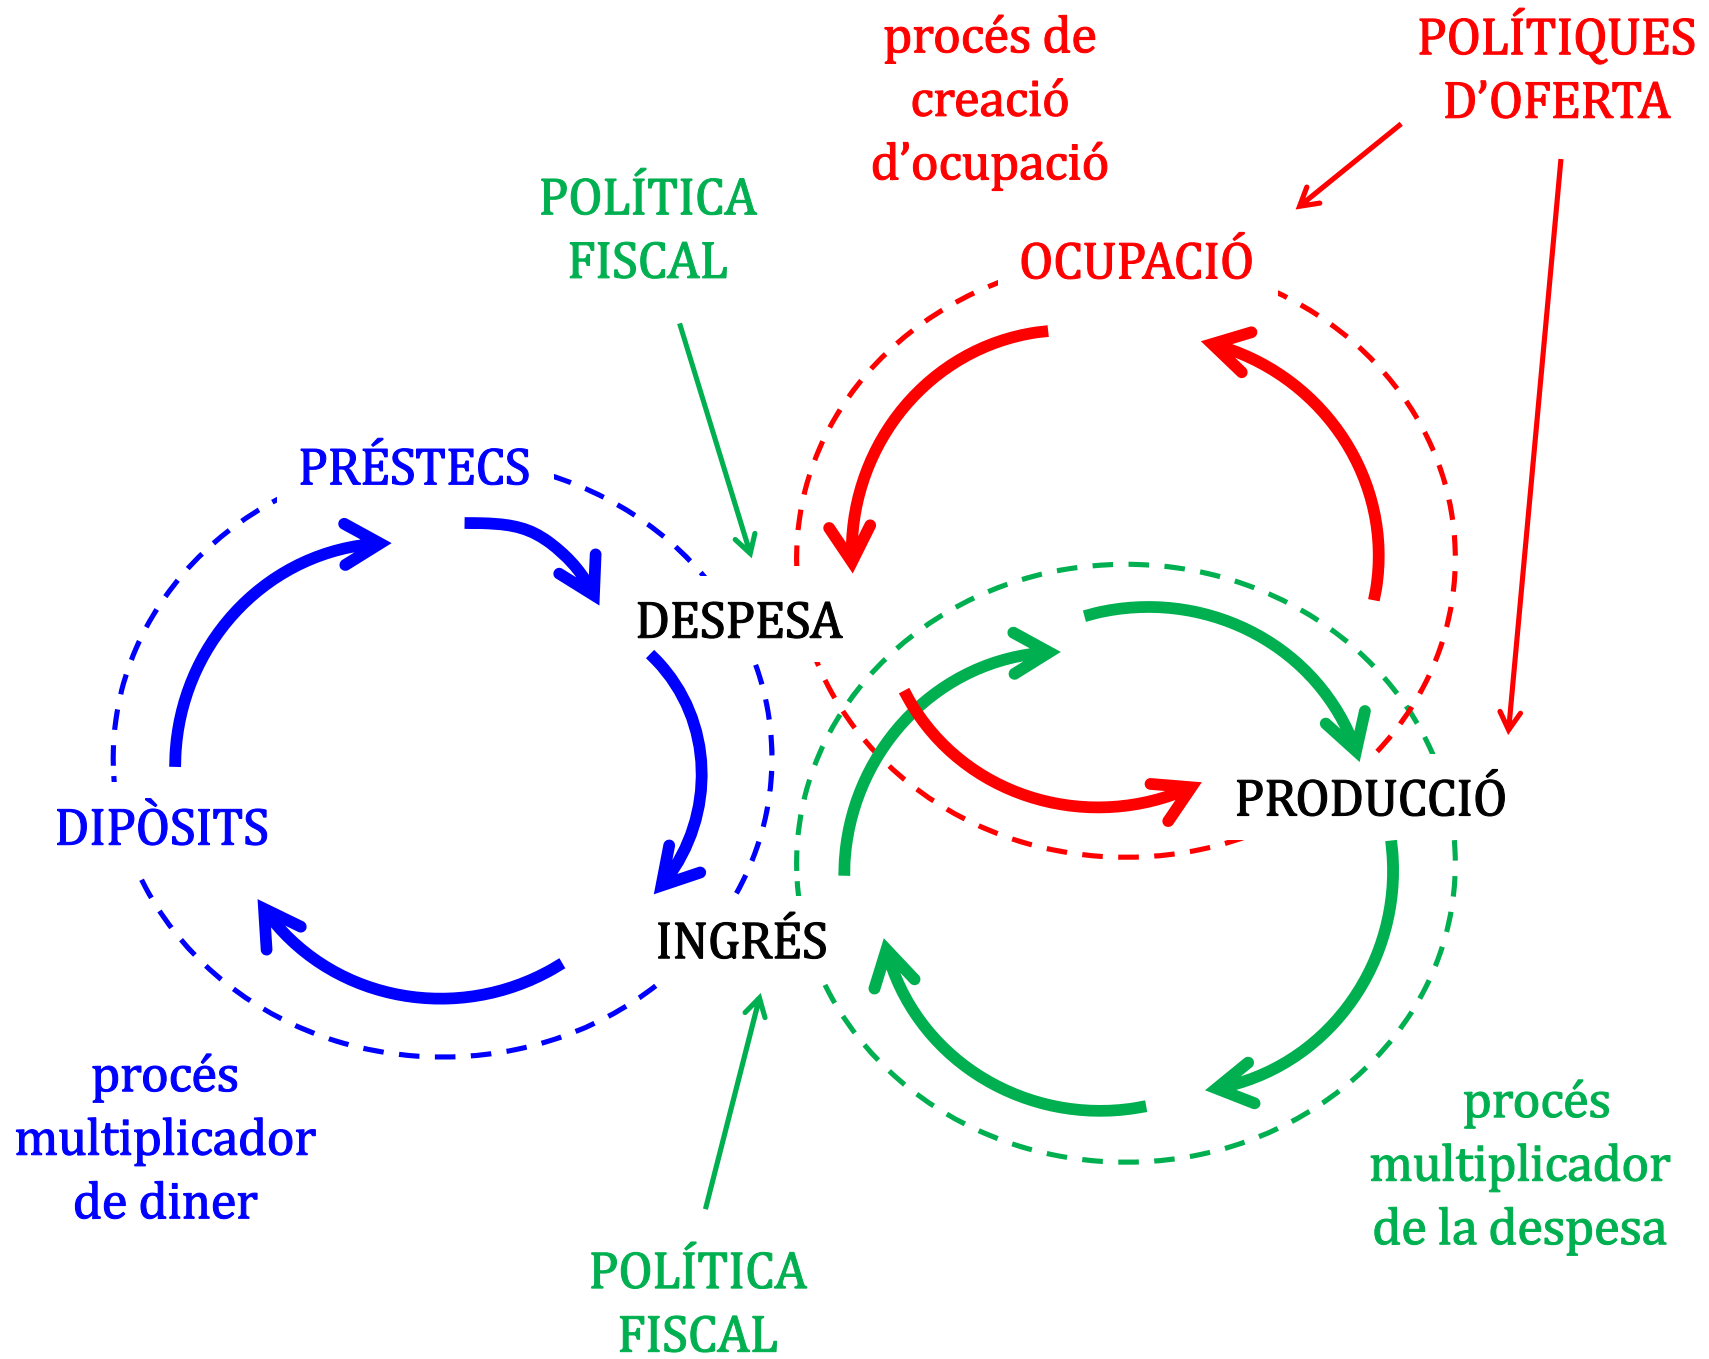 procés de
creació
d’ocupació
POLÍTIQUES
D’OFERTA
POLÍTICA
FISCAL
OCUPACIÓ
PRÉSTECS
DESPESA
PRODUCCIÓ
DIPÒSITS
INGRÉS
procés
multiplicador
de diner
procés
multiplicador
de la despesa
POLÍTICA
FISCAL